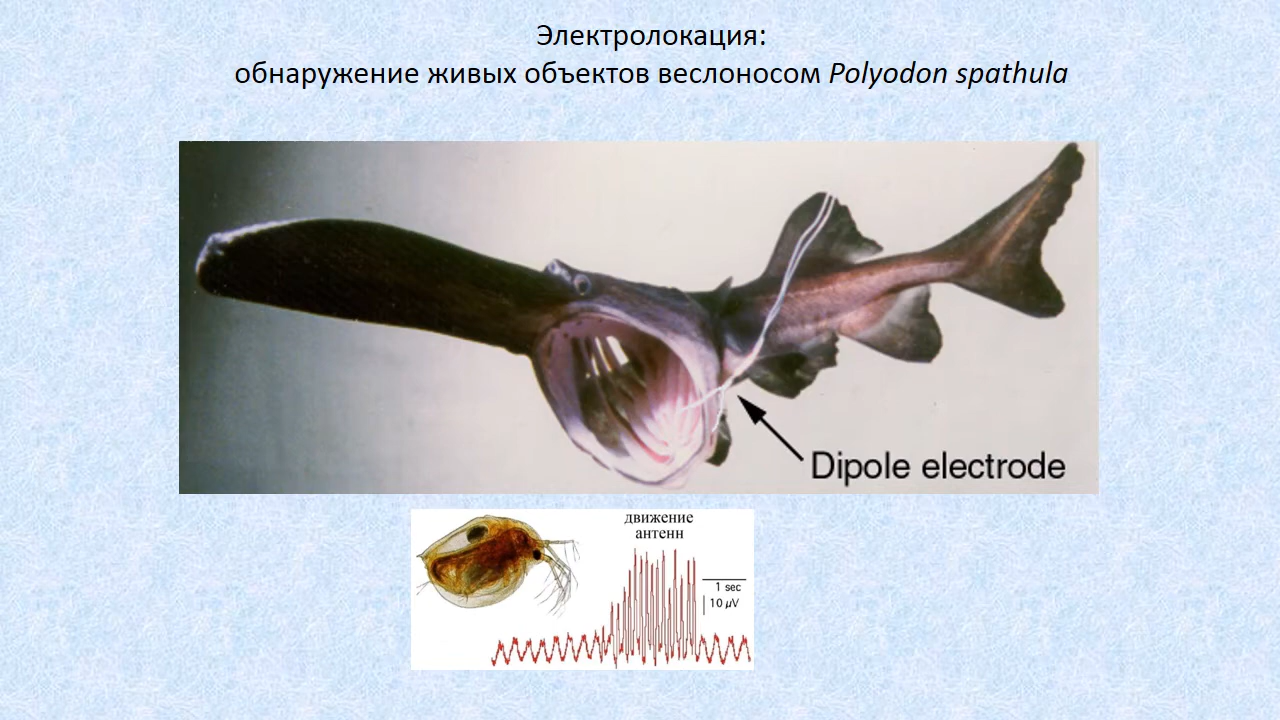 Электролокация:
обнаружение живых объектов веслоносом Polyodon spathula
Dipole electrode
движение
антенн
1 sec
10 μV